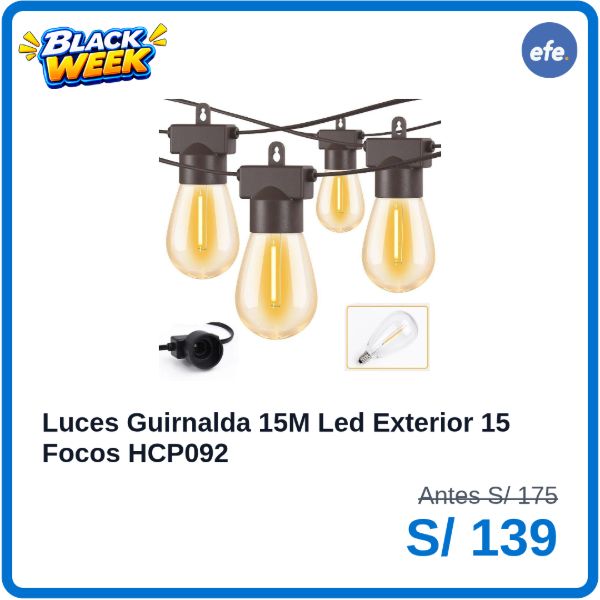 BLACK
WEEK
efe.
Luces Guirnalda 15M Led Exterior 15
Focos HCP092
Antes S/ 175
S/ 139